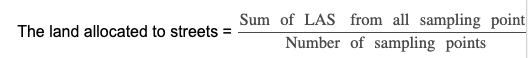 The land allocated to streets = Sum of LAS from all sampling point
Number of sampling points